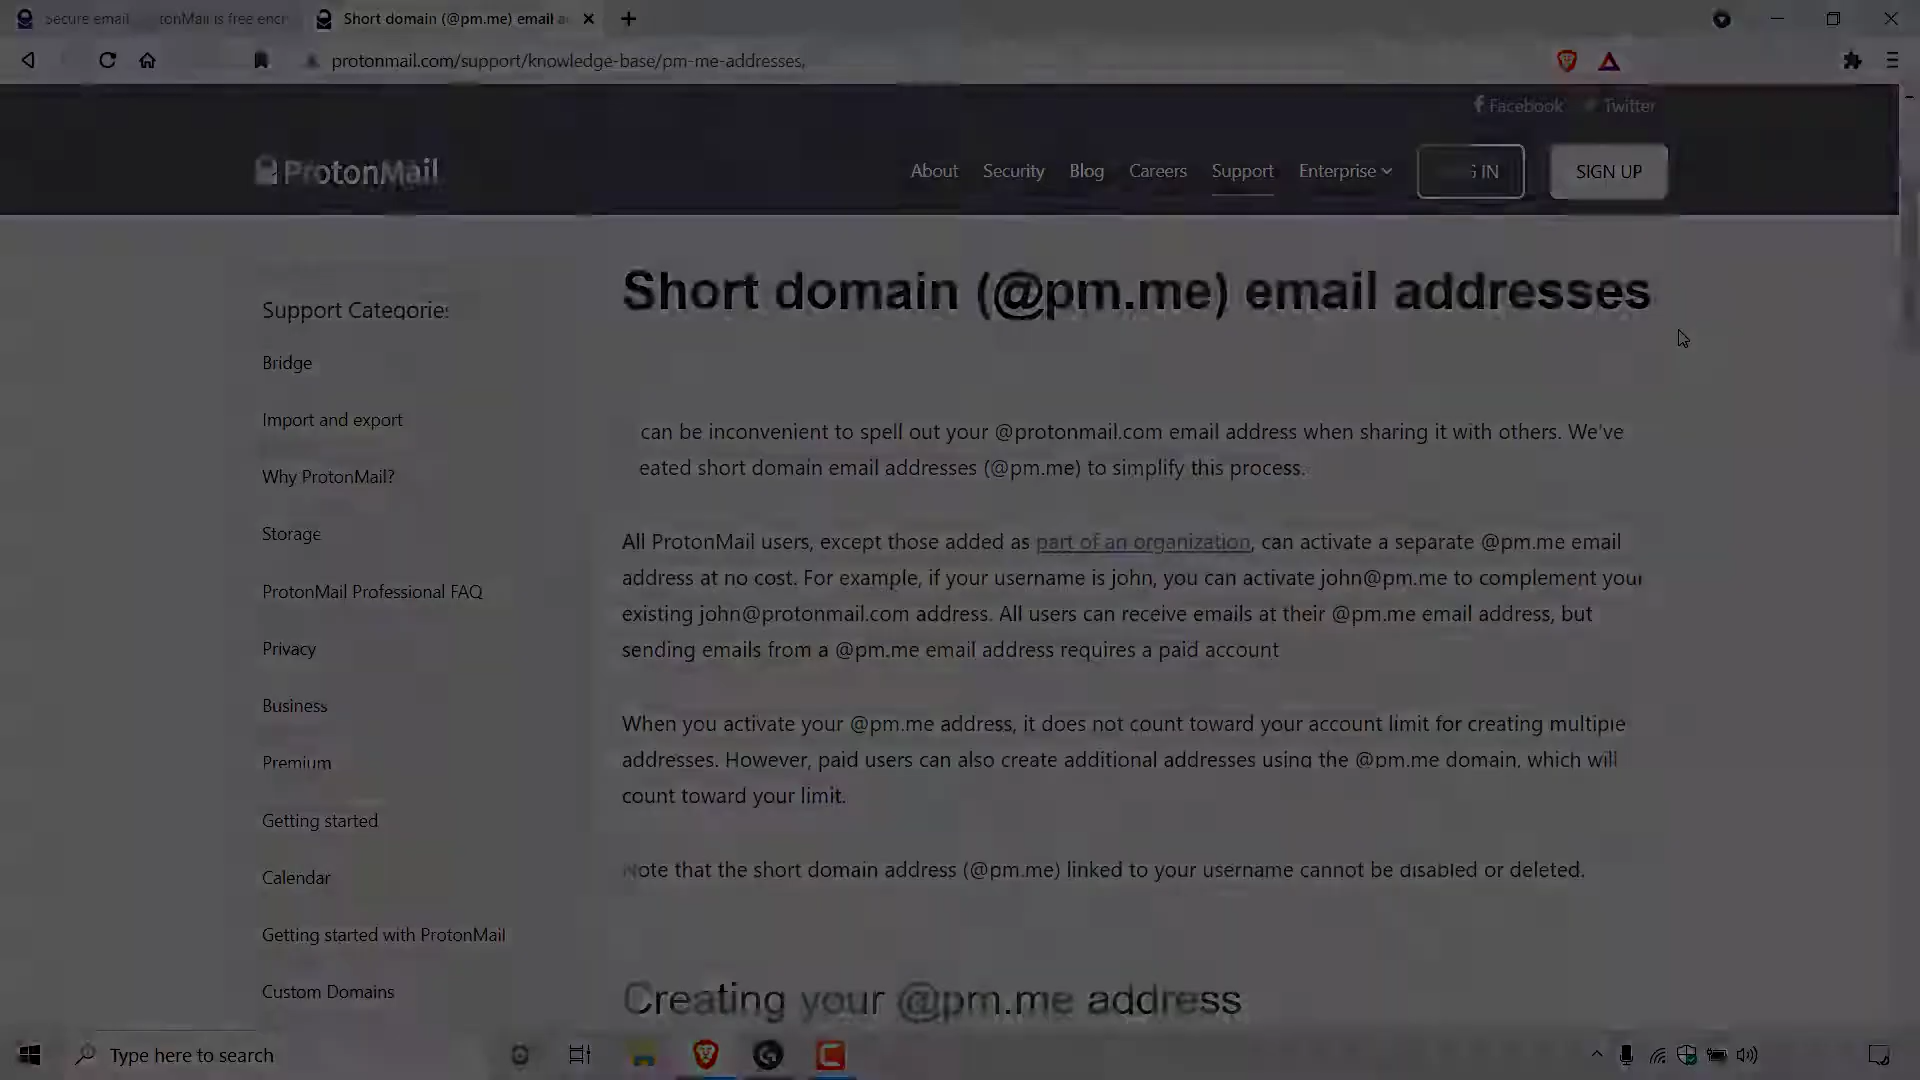 Secure email
tonMail is free encr
Short domain (@pm.me) email a
protonmail.com/support/knowledge-base/pm-me-addresses,
Facebook
Twitter
ProtonMail
About
Security
Blog
Careers
Support
Enterprise
IN
SIGN UP
Short domain (@pm.me) email addresses
Support Categories
Bridge
Import and export
Why ProtonMail?
Storage
ProtonMail Professional FAQ
Privacy
Business
Premium
Getting started
Calendar
Getting started with ProtonMail
Custom Domains
can be inconvenient to spell out your @protonmail.com email address when sharing it with others. We've
eated short domain email addresses (@pm.me) to simplify this process.
All ProtonMail users, except those added as part of an organization, can activate a separate @pm.me email
address at no cost. For example, if your username is john, you can activate john@pm.me to complement your
existing john@protonmail.com address. All users can receive emails at their @pm.me email address, but
sending emails from a @pm.me email address requires a paid account
When you activate your @pm.me address, it does not count toward your account limit for creating multiple
addresses. However, paid users can also create additional addresses using the @pm.me domain, which will
count toward your limit.
Note that the short domain address (@pm.me) linked to your username cannot be disabled or deleted.
Creating your @pm.me address
Type here to search